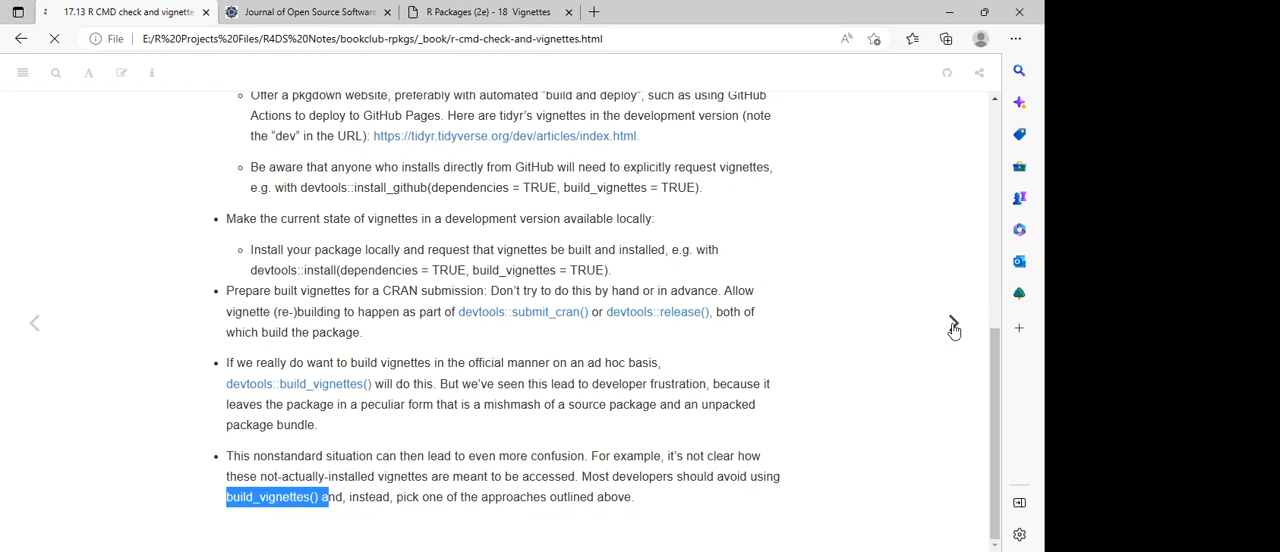 17.13 R CMD check and vignette
Journal of Open Source Software
R Packages (2e) - 18 Vignettes
File
E:/R%20Projects%20Files/R4DS%20Notes/bookclub-rpkgs/_book/r-cmd-check-and-vignettes.html
Offer a pkgdown website, preferably with automated "build and deploy", such as using GitHub
Actions to deploy to GitHub Pages. Here are tidyr's vignettes in the development version (note
the “dev” in the URL): https://tidyr.tidyverse.org/dev/articles/index.html.
Be aware that anyone who installs directly from GitHub will need to explicitly request vignettes,
e.g. with devtools::install_github(dependencies = TRUE, build_vignettes = TRUE).
Make the current state of vignettes in a development version available locally:
Install your package locally and request that vignettes be built and installed, e.g. with
devtools::install(dependencies = TRUE, build_vignettes = TRUE).
Prepare built vignettes for a CRAN submission: Don't try to do this by hand or in advance. Allow
vignette (re-)building to happen as part of devtools::submit_cran() or devtools::release(), both of
which build the package.
If we really do want to build vignettes in the official manner on an ad hoc basis,
devtools::build_vignettes() will do this. But we've seen this lead to developer frustration, because it
leaves the package in a peculiar form that is a mishmash of a source package and an unpacked
package bundle.
This nonstandard situation can then lead to even more confusion. For example, it's not clear how
these not-actually-installed vignettes are meant to be accessed. Most developers should avoid using
build_vignettes() and, instead, pick one of the approaches outlined above.